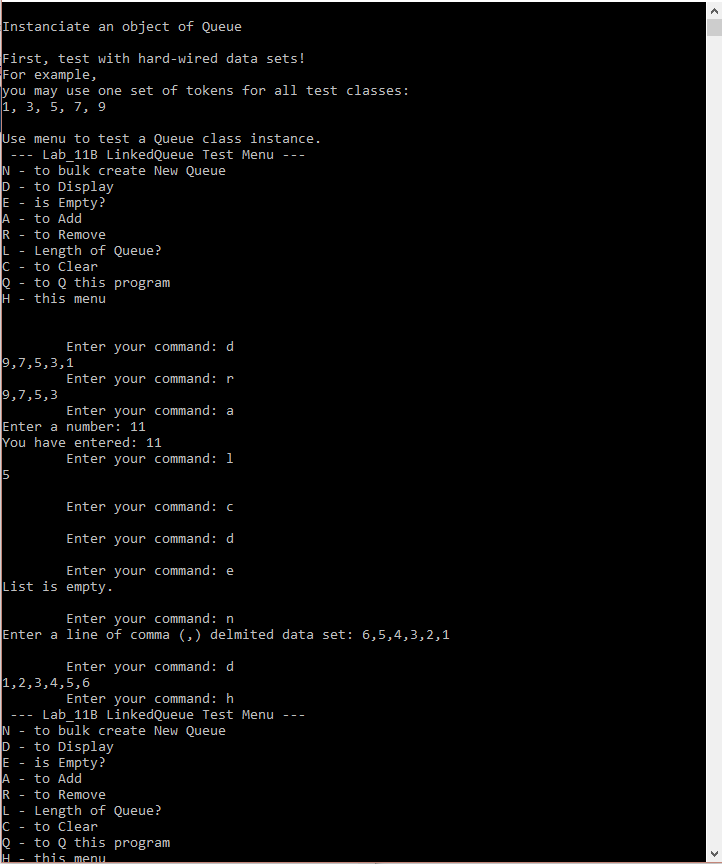 Instanciate an object of Queue
First, test with hard-wired data sets!
For example,
you may use one set of tokens for all test classes:
1, 3, 5, 7, 9
Use menu to test a Queue class instance.
--- Lab_11B LinkedQueue Test Menu ---
N - to bulk create New Queue
D - to Display
E - is Empty?
A - to Add
R - to Remove
L - Length of Queue?
C - to Clear
Q - to Q this program
H - this menu
Enter your command: d
9,7,5,3,1
Enter your command: r
9,7,5,3
Enter your command: a
Enter a number: 11
You have entered: 11
Enter your command: l
5
Enter your command: c
Enter your command: d
Enter your command: e
List is empty.
Enter your command: n
Enter a line of comma (,) delmited data set: 6,5,4,3,2,1
Enter your command: d
1,2,3,4,5,6
Enter your command: h
--- Lab_11B LinkedQueue Test Menu ---
N - to bulk create New Queue
D - to Display
E - is Empty?
A - to Add
R - to Remove
L - Length of Queue?
C - to Clear
Q - to Q this program
H - this menu